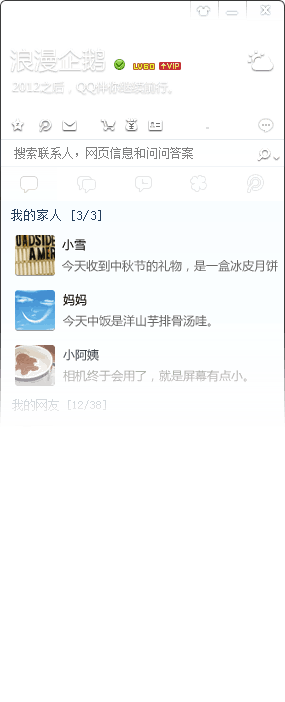 浪漫企鹅 LV60 VIP
2012之后，QQ伴你继续前行。
搜索联系人，网页信息和问问答案
我的家人 [3/3]
小雪
今天收到中秋节的礼物，是一盒冰皮月饼
妈妈
今天中饭是洋山芋排骨汤哇。
小阿姨
相机终于会用了，就是屏幕有点小。
我的网友 [12/38]